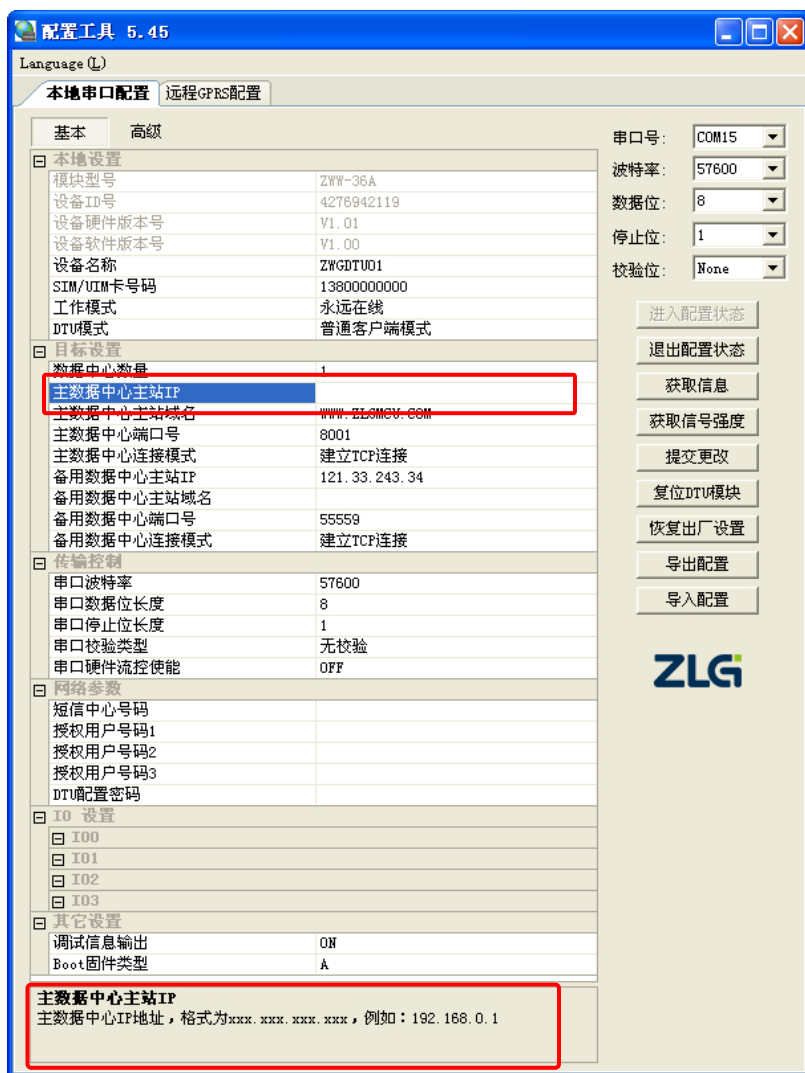 配置工具 5.45
Language(L)
本地串口配置 远程GPRS配置
基本 高级
本地设置
模块型号 ZWW-36A
设备ID号 4276942119
设备硬件版本号 V1.01
设备软件版本号 V1.00
设备名称 ZWGDTU01
SIM/UIM卡号码 13800000000
工作模式 永远在线
DTU模式 普通客户端模式
目标设置
数据中心数量 1
主数据中心主站IP
主数据中心主站域名 WWW.ZLGMCU.COM
主数据中心端口号 8001
主数据中心连接模式 建立TCP连接
备用数据中心主站IP 121.33.243.34
备用数据中心主站域名
备用数据中心端口号 55559
备用数据中心连接模式 建立TCP连接
传输控制
串口波特率 57600
串口数据位长度 8
串口停止位长度 1
串口校验类型 无校验
串口硬件流控使能 OFF
网络参数
短信中心号码
授权用户号码1
授权用户号码2
授权用户号码3
DTU配置密码
IO 设置
IO0
IO1
IO2
IO3
其它设置
调试信息输出 ON
Boot固件类型 A
主数据中心主站IP
主数据中心IP地址，格式为xxx.xxx.xxx.xxx，例如：192.168.0.1
串口号: COM15
波特率: 57600
数据位: 8
停止位: 1
校验位: None
进入配置状态
退出配置状态
获取信息
获取信号强度
提交更改
复位DTU模块
恢复出厂设置
导出配置
导入配置
ZLG